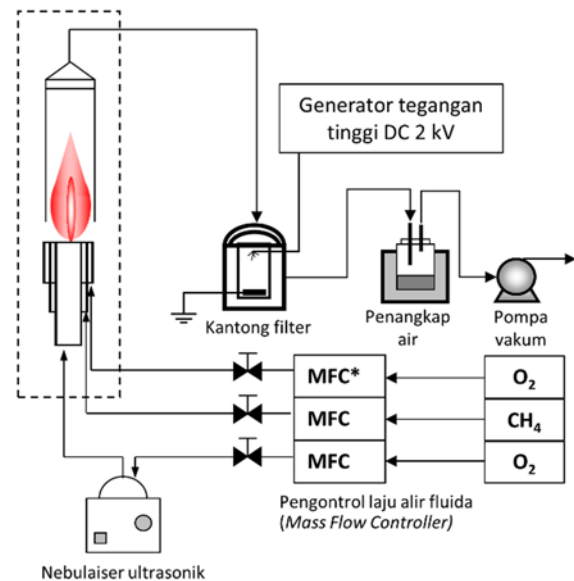 Generator tegangan
tinggi DC 2 kV
Kantong filter
Penangkap
air
Pompa
vakum
MFC*
O₂
MFC
CH₄
MFC
O₂
Pengontrol laju alir fluida
(Mass Flow Controller)
Nebulaiser ultrasonik